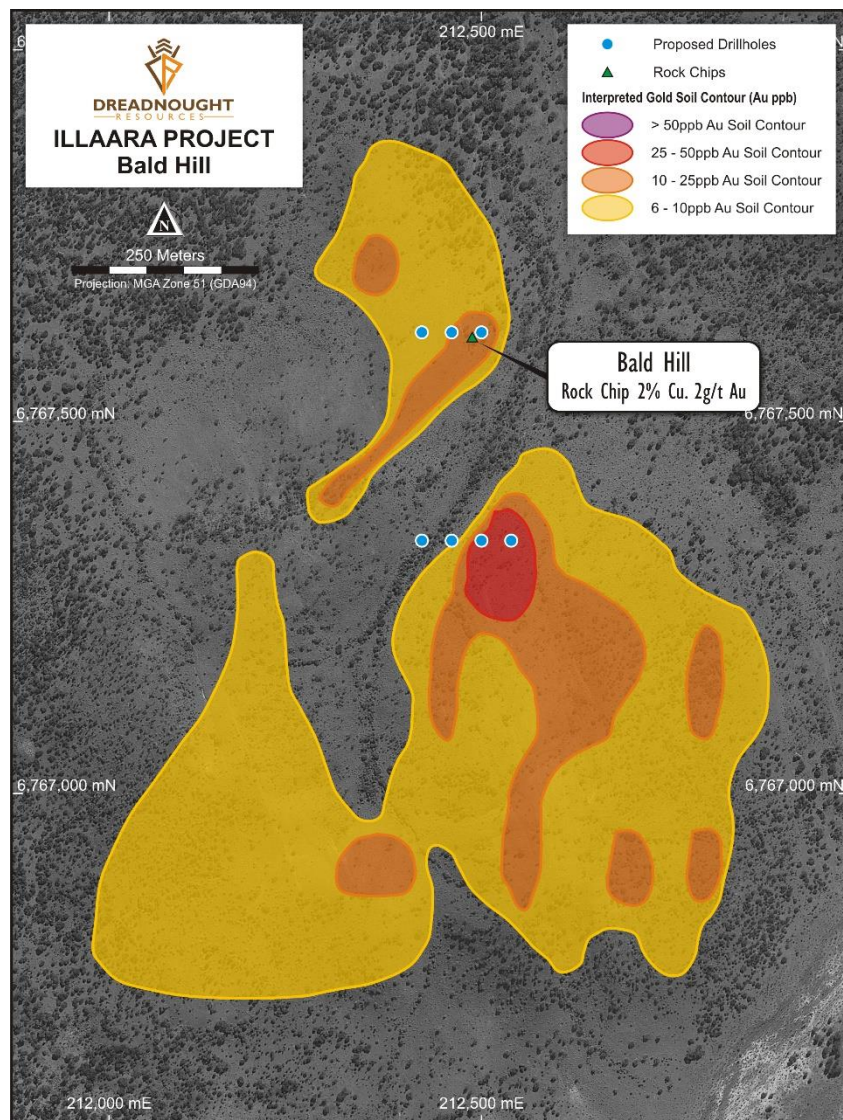 212,500 mE
6
DREADNOUGHT
RESOURCES
ILLAARA PROJECT
Bald Hill
N
250 Meters
Projection: MGA Zone 51 (GDA94)
Proposed Drillholes
Rock Chips
Interpreted Gold Soil Contour (Au ppb)
> 50ppb Au Soil Contour
25 - 50ppb Au Soil Contour
10 - 25ppb Au Soil Contour
6 - 10ppb Au Soil Contour
Bald Hill
Rock Chip 2% Cu. 2g/t Au
6,767,500 mN
6,767,500 mN
6,767,000 mN
6,767,000 mN
212,000 mE
212,500 mE